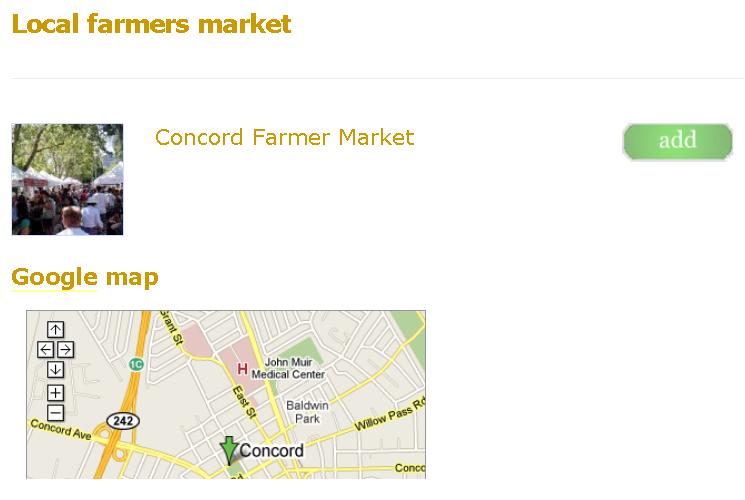 Local farmers market
Concord Farmer Market
add
Google map
Grant St
1C
H
John Muir
Medical Center
East St
Baldwin
Park
Willow Pass Rd
242
Concord Ave
Concord
Conco